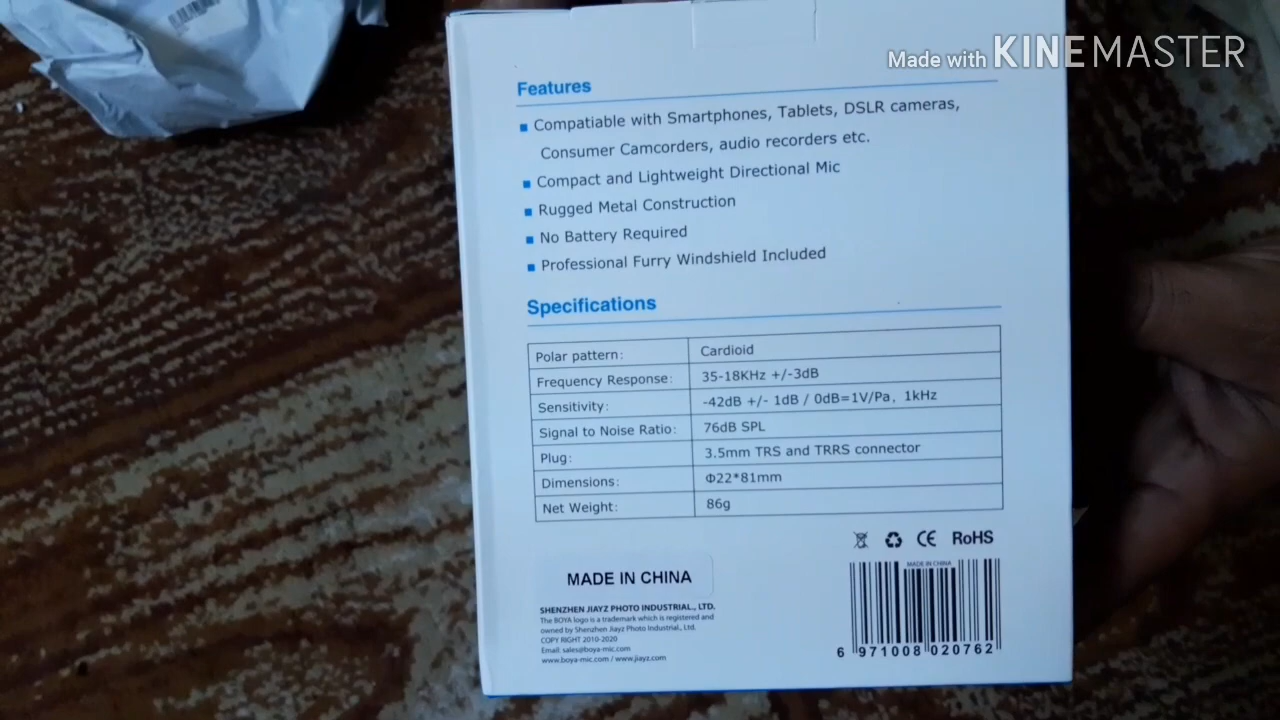 Made with KINEMASTER
Features
Compatiable with Smartphones, Tablets, DSLR cameras,
Consumer Camcorders, audio recorders etc.
Compact and Lightweight Directional Mic
Rugged Metal Construction
No Battery Required
Professional Furry Windshield Included
Specifications
Polar pattern: Cardioid
Frequency Response: 35-18KHz +/-3dB
Sensitivity: -42dB +/- 1dB / 0dB=1V/Pa, 1kHz
Signal to Noise Ratio: 76dB SPL
Plug: 3.5mm TRS and TRRS connector
Dimensions: Φ22*81mm
Net Weight: 86g
CE RoHS
MADE IN CHINA
MADE IN CHINA
SHENZHEN JIAYZ PHOTO INDUSTRIAL., LTD.
The BOYA logo is a trademark which is registered and
owned by Shenzhen Jiayz Photo Industrial., Ltd.
COPY RIGHT 2010-2020
Email: sales@boya-mic.com
www.boya-mic.com / www.jiayz.com
6 971008 020762